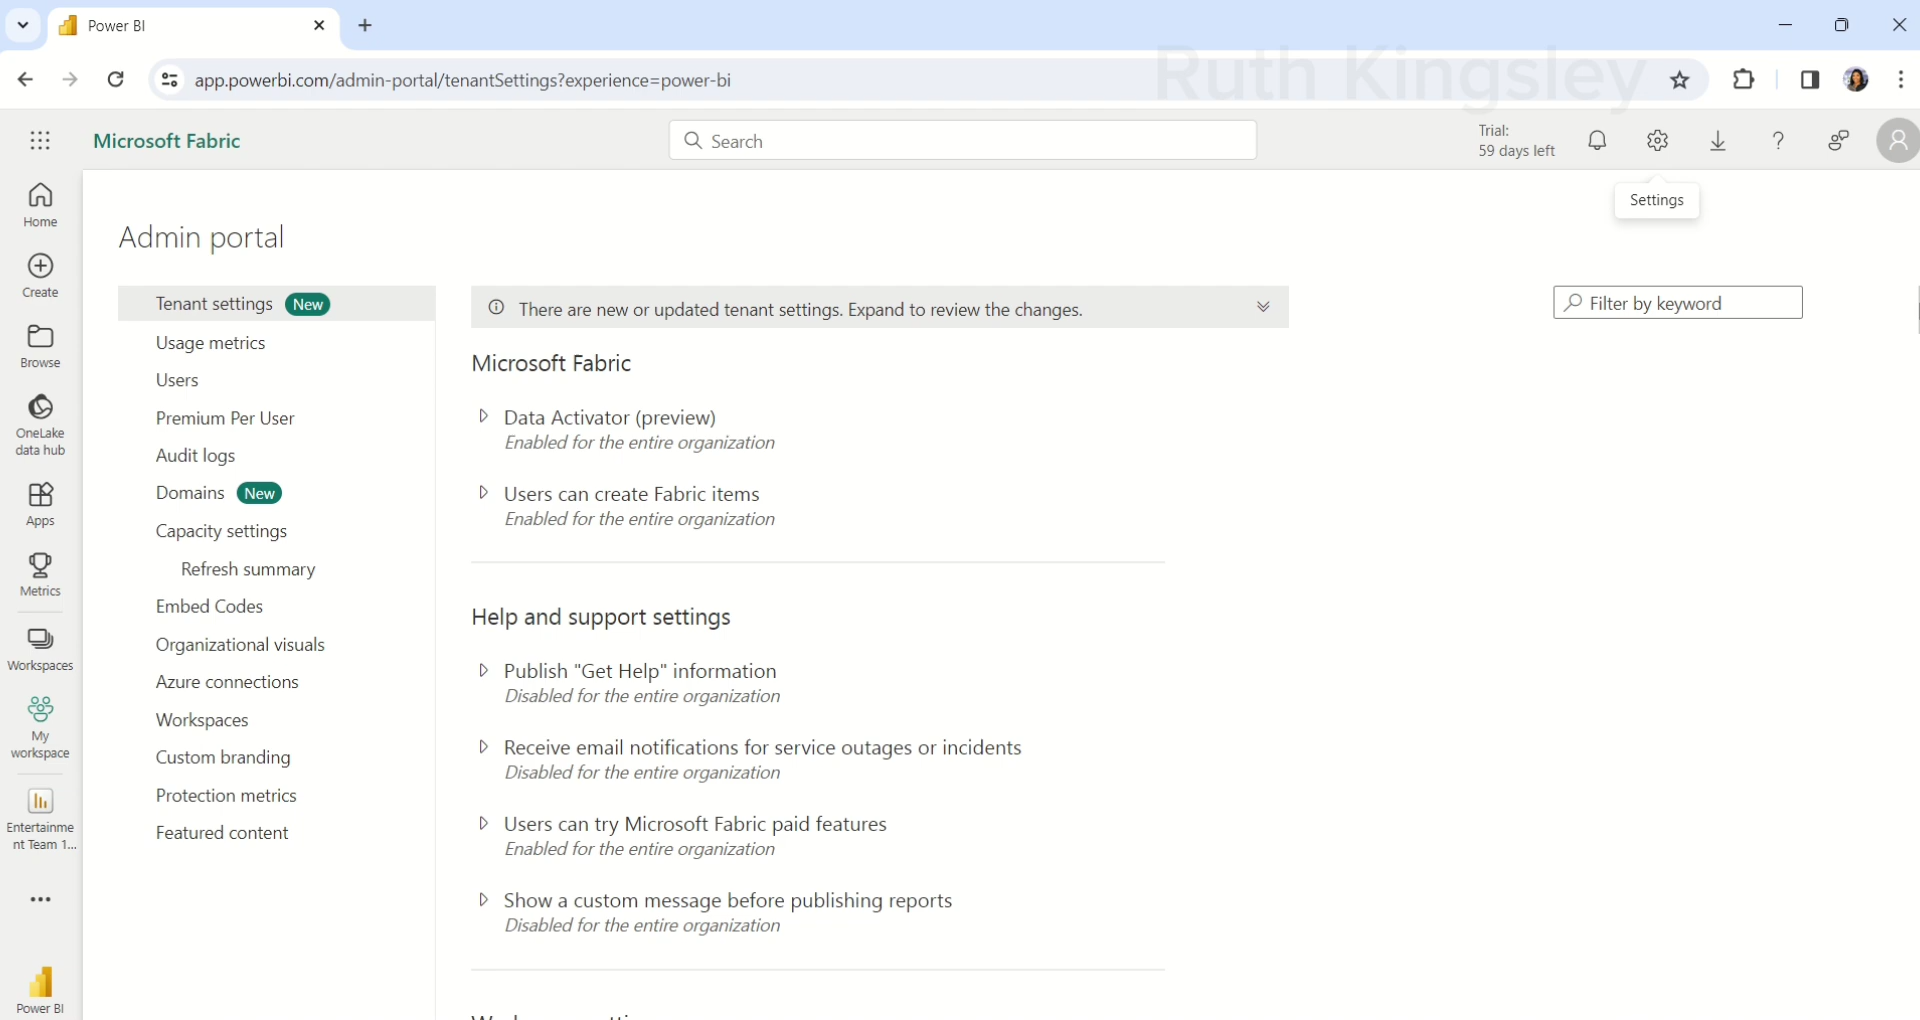 Power BI
app.powerbi.com/admin-portal/tenantSettings?experience=power-bi
Ruth Kingsley
Microsoft Fabric
Search
Trial:
59 days left
Settings
Home
Create
Browse
OneLake
data hub
Apps
Metrics
Workspaces
My
workspace
Entertainme
nt Team 1...
Power BI
Admin portal
Tenant settings New
Usage metrics
Users
Premium Per User
Audit logs
Domains New
Capacity settings
Refresh summary
Embed Codes
Organizational visuals
Azure connections
Workspaces
Custom branding
Protection metrics
Featured content
There are new or updated tenant settings. Expand to review the changes.
Filter by keyword
Microsoft Fabric
Data Activator (preview)
Enabled for the entire organization
Users can create Fabric items
Enabled for the entire organization
Help and support settings
Publish "Get Help" information
Disabled for the entire organization
Receive email notifications for service outages or incidents
Disabled for the entire organization
Users can try Microsoft Fabric paid features
Enabled for the entire organization
Show a custom message before publishing reports
Disabled for the entire organization